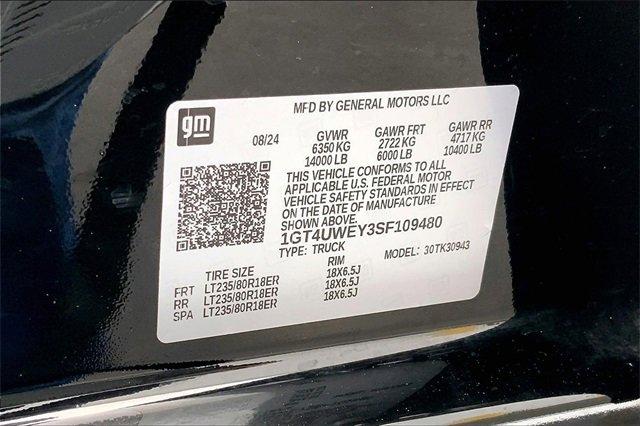 gm
MFD BY GENERAL MOTORS LLC
08/24 GVWR GAWR FRT GAWR RR
6350 KG 2722 KG 4717 KG
14000 LB 6000 LB 10400 LB
THIS VEHICLE CONFORMS TO ALL
APPLICABLE U.S. FEDERAL MOTOR
VEHICLE SAFETY STANDARDS IN EFFECT
ON THE DATE OF MANUFACTURE
SHOWN ABOVE.
1GT4UWEY3SF109480
TYPE: TRUCK MODEL: 30TK30943
TIRE SIZE RIM
FRT LT235/80R18ER 18X6.5J
RR LT235/80R18ER 18X6.5J
SPA LT235/80R18ER 18X6.5J